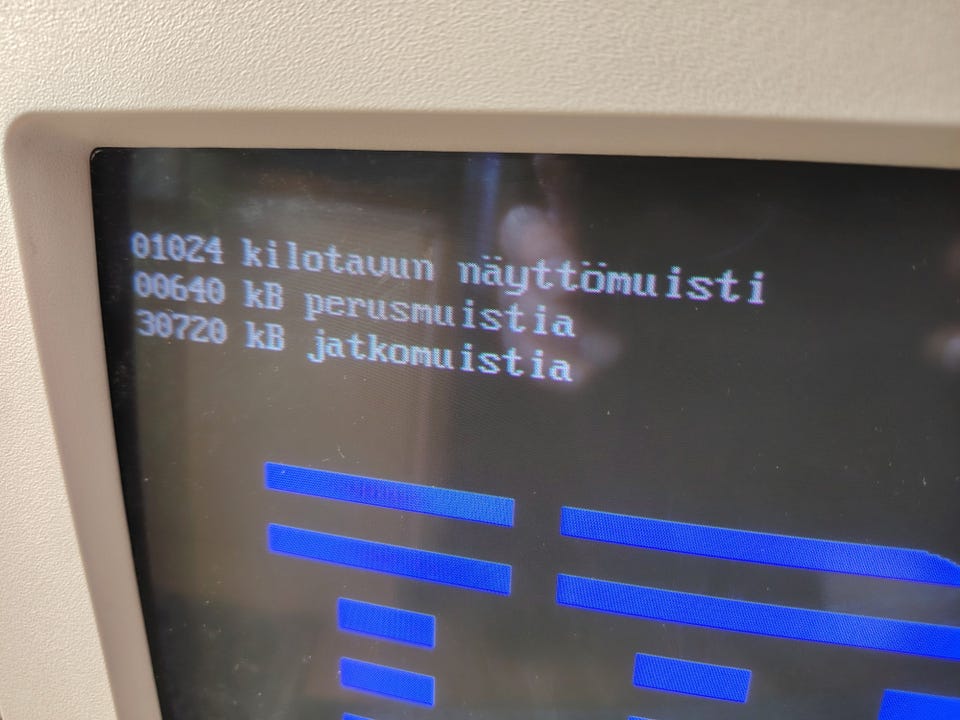 01024 kilotavun näyttömuisti
00640 kB perusmuistia
30720 kB jatkomuistia